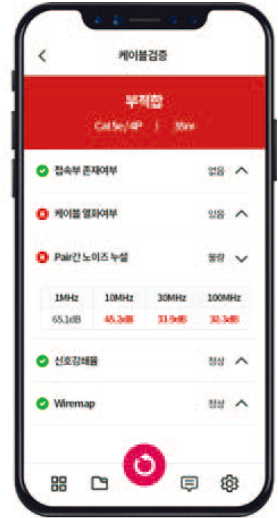 케이블검증
부적합
Cat 5e / 4P | 35m
접속부 존재여부 없음
케이블 열화여부 있음
Pair간 노이즈 누설 불량
1MHz 10MHz 30MHz 100MHz
65.1dB 45.3dB 33.9dB 30.3dB
신호감쇄율 정상
Wiremap 정상